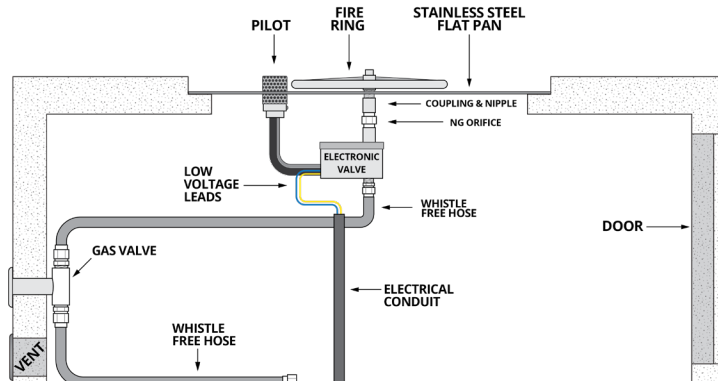 PILOT
FIRE
RING
STAINLESS STEEL
FLAT PAN
COUPLING & NIPPLE
NG ORIFICE
ELECTRONIC
VALVE
LOW
VOLTAGE
LEADS
WHISTLE
FREE HOSE
DOOR
GAS VALVE
ELECTRICAL
CONDUIT
WHISTLE
FREE HOSE
VENT